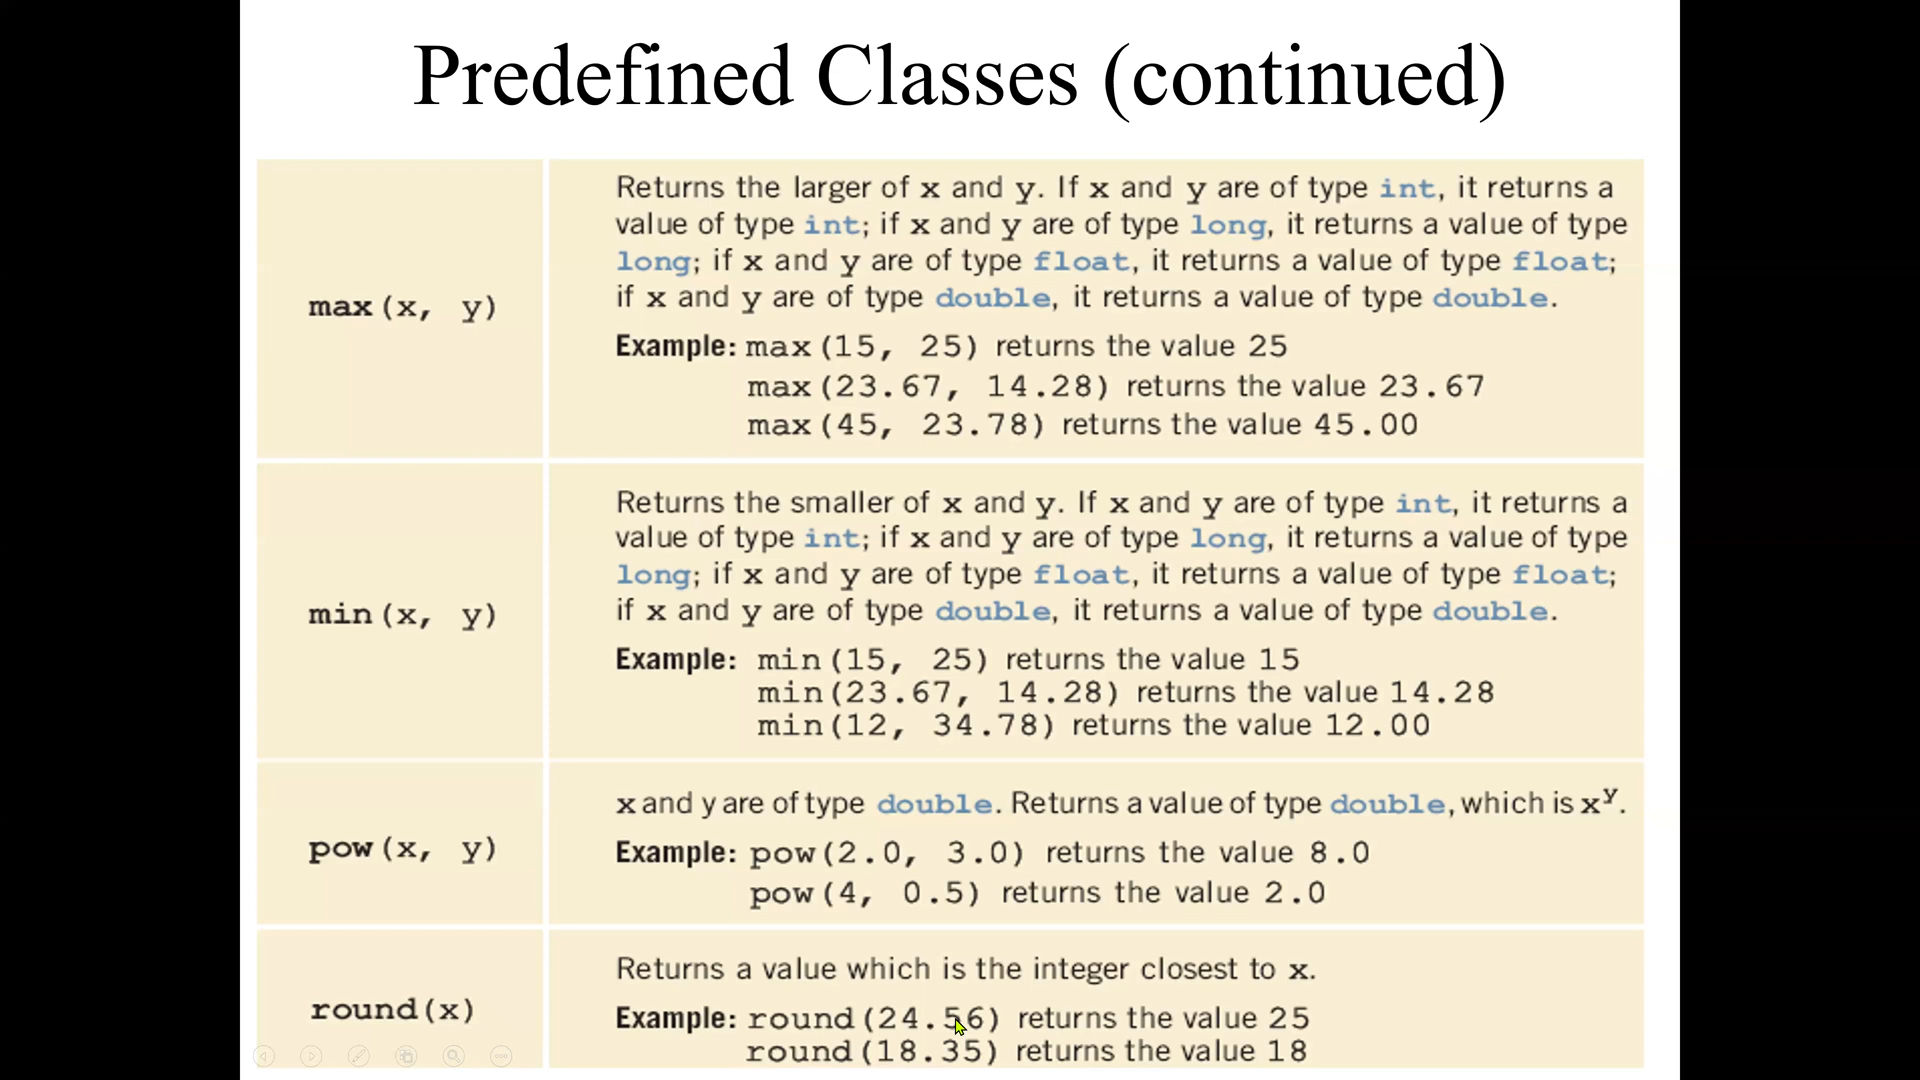 Predefined Classes (continued)
max(x, y)
Returns the larger of x and y. If x and y are of type int, it returns a
value of type int; if x and y are of type long, it returns a value of type
long; if x and y are of type float, it returns a value of type float;
if x and y are of type double, it returns a value of type double.
Example: max(15, 25) returns the value 25
max(23.67, 14.28) returns the value 23.67
max(45, 23.78) returns the value 45.00
min(x, y)
Returns the smaller of x and y. If x and y are of type int, it returns a
value of type int; if x and y are of type long, it returns a value of type
long; if x and y are of type float, it returns a value of type float;
if x and y are of type double, it returns a value of type double.
Example: min(15, 25) returns the value 15
min(23.67, 14.28) returns the value 14.28
min(12, 34.78) returns the value 12.00
pow(x, y)
x and y are of type double. Returns a value of type double, which is xʸ.
Example: pow(2.0, 3.0) returns the value 8.0
pow(4, 0.5) returns the value 2.0
round(x)
Returns a value which is the integer closest to x.
Example: round(24.56) returns the value 25
round(18.35) returns the value 18